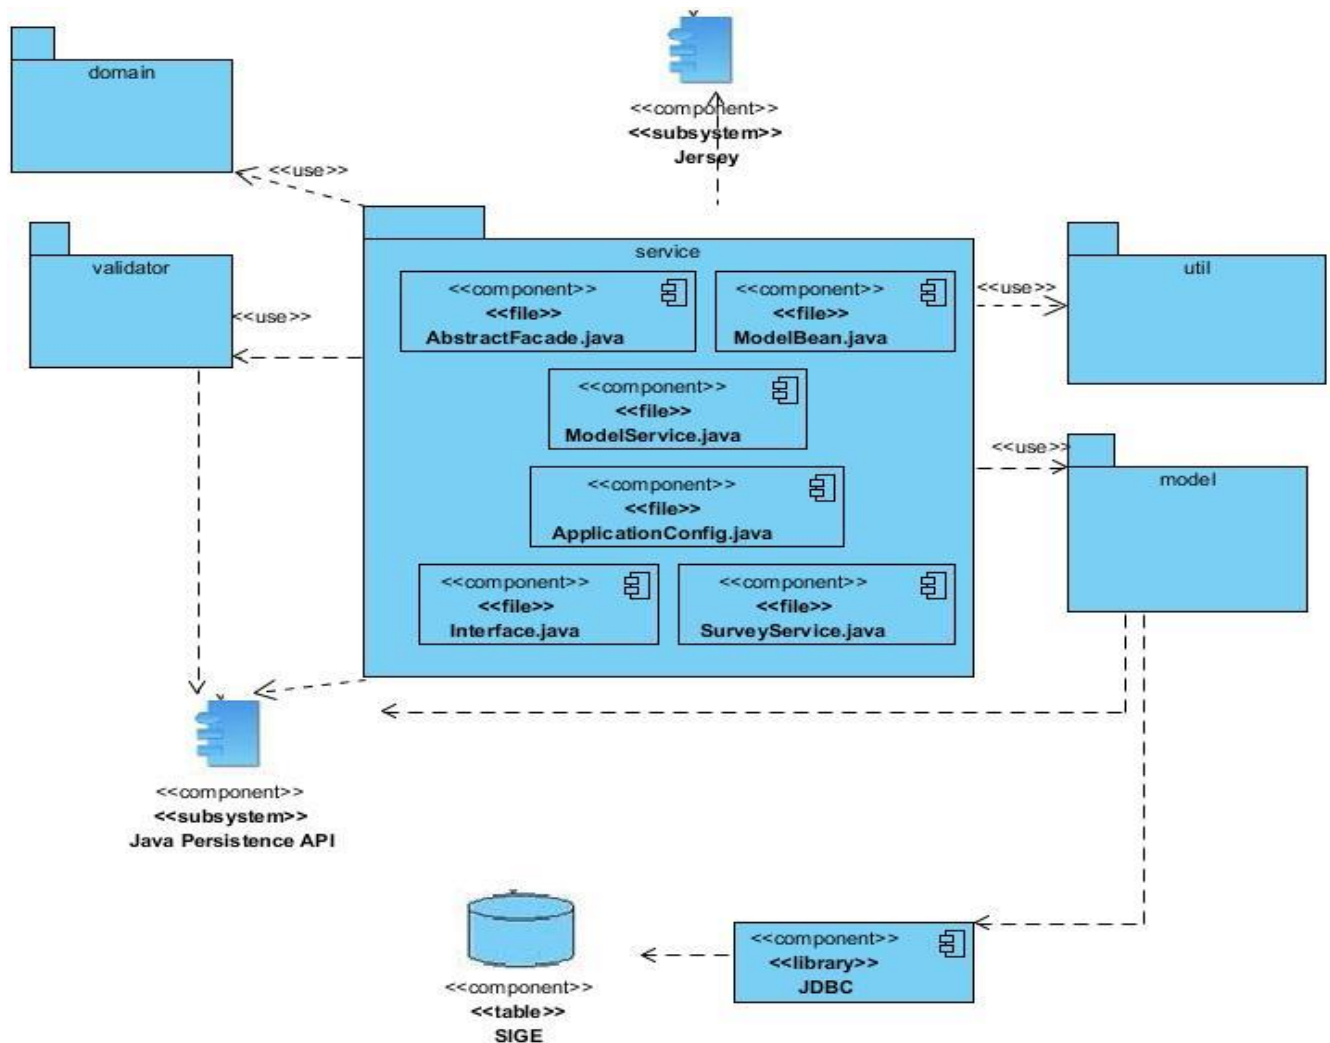 domain
<<component>>
<<subsystem>>
Jersey
<<use>>
validator
<<use>>
service
<<component>>
<<file>>
AbstractFacade.java
<<component>>
<<file>>
ModelBean.java
<<component>>
<<file>>
ModelService.java
<<component>>
<<file>>
ApplicationConfig.java
<<component>>
<<file>>
Interface.java
<<component>>
<<file>>
SurveyService.java
<<use>>
util
<<use>>
model
<<component>>
<<subsystem>>
Java Persistence API
<<component>>
<<table>>
SIGE
<<component>>
<<library>>
JDBC